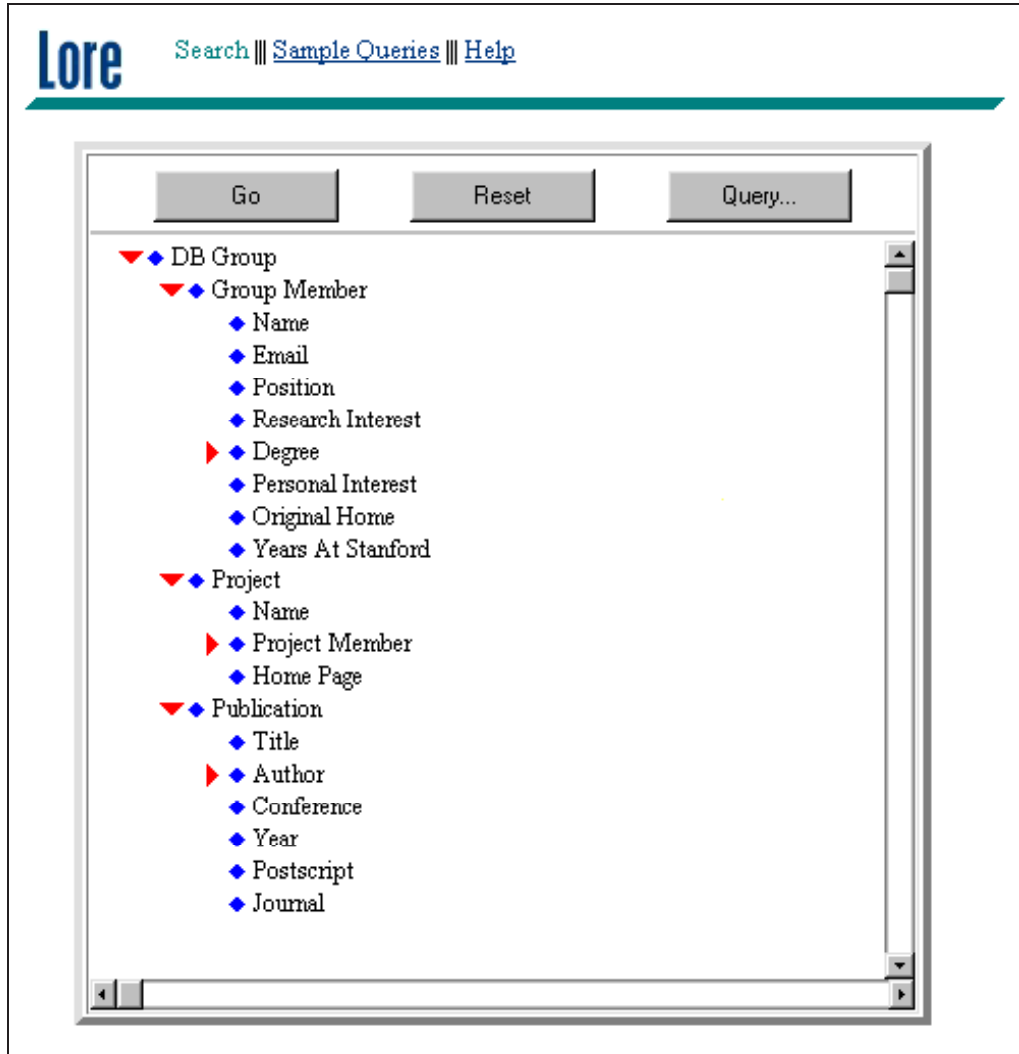 Lore Search ||| Sample Queries ||| Help
Go Reset Query...
DB Group
Group Member
Name
Email
Position
Research Interest
Degree
Personal Interest
Original Home
Years At Stanford
Project
Name
Project Member
Home Page
Publication
Title
Author
Conference
Year
Postscript
Journal